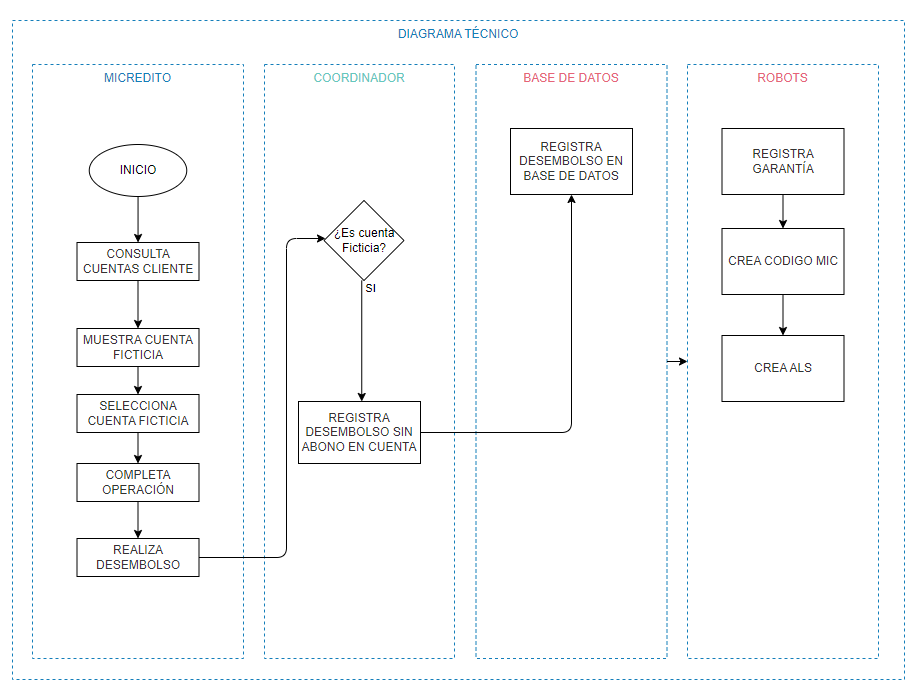 DIAGRAMA TÉCNICO
MICREDITO
INICIO
CONSULTA
CUENTAS CLIENTE
MUESTRA CUENTA
FICTICIA
SELECCIONA
CUENTA FICTICIA
COMPLETA
OPERACIÓN
REALIZA
DESEMBOLSO
COORDINADOR
¿Es cuenta
Ficticia?
SI
REGISTRA
DESEMBOLSO SIN
ABONO EN CUENTA
BASE DE DATOS
REGISTRA
DESEMBOLSO EN
BASE DE DATOS
ROBOTS
REGISTRA
GARANTÍA
CREA CODIGO MIC
CREA ALS